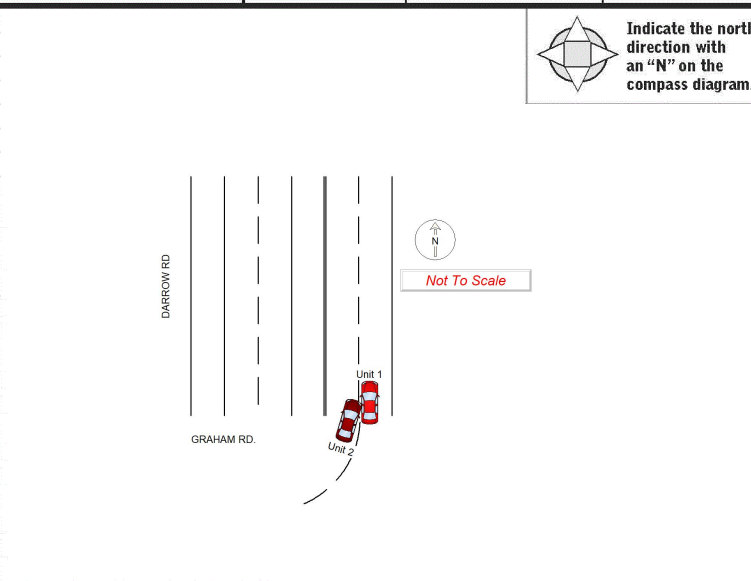 Indicate the north
direction with
an “N” on the
compass diagram.
N
Not To Scale
DARROW RD
Unit 1
GRAHAM RD.
Unit 2